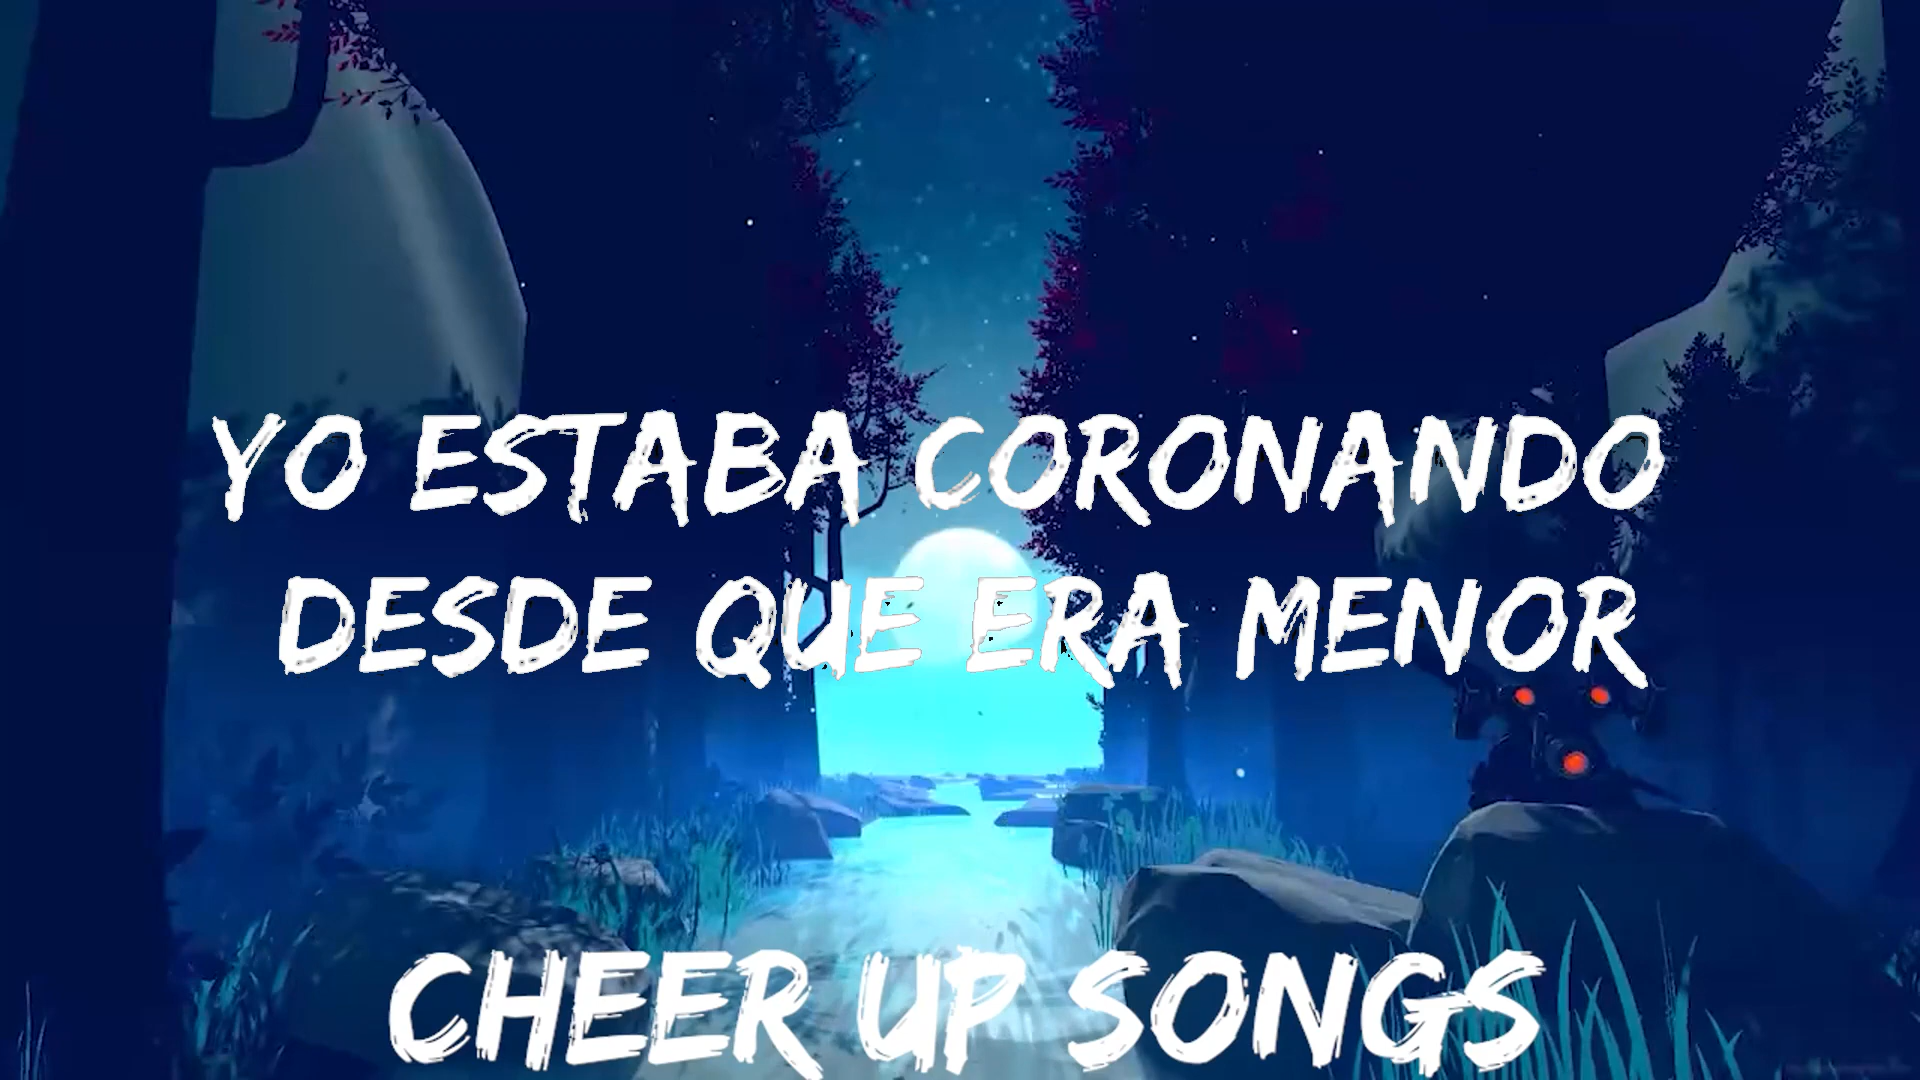 YO ESTABA CORONANDO
DESDE QUE ERA MENOR
CHEER UP SONGS